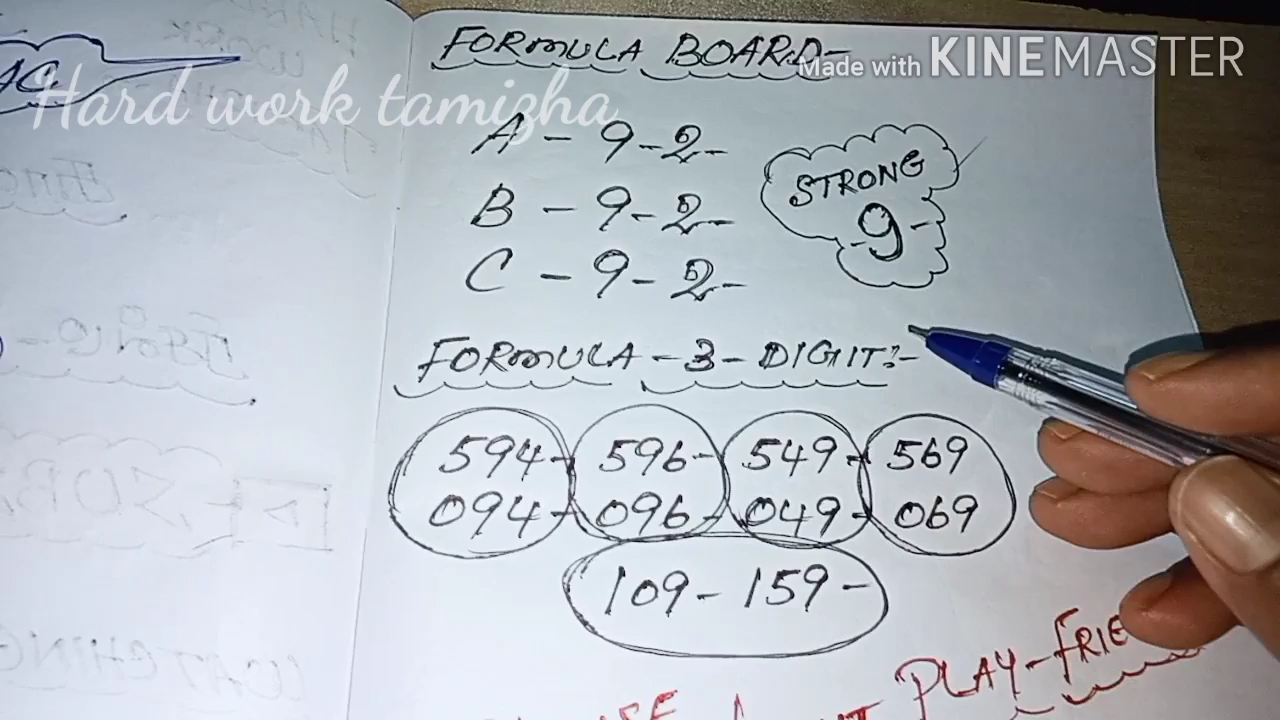 FORMULA BOARD-
Made with KINEMASTER
Hard work tamizha
A - 9-2-
B - 9-2-
C - 9-2-
STRONG
-9-
FORMULA - 3 - DIGIT:-
594- 596- 549- 569
094- 096- 049- 069
109- 159-
PLAY-FRIE